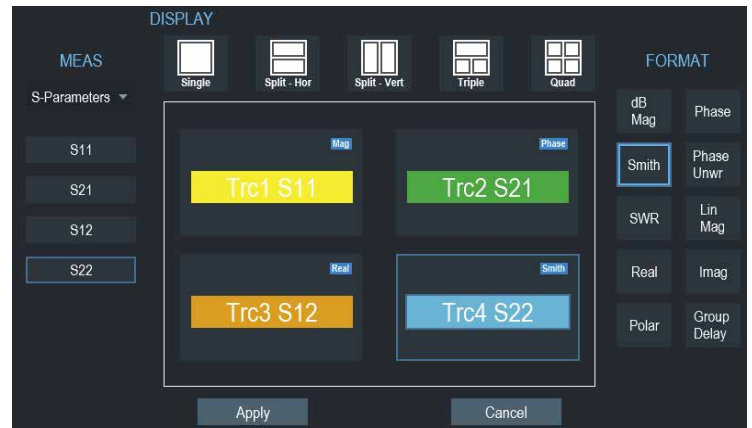 DISPLAY
MEAS
S-Parameters
S11
S21
S12
S22
Single
Split - Hor
Split - Vert
Triple
Quad
Mag
Trc1 S11
Phase
Trc2 S21
Real
Trc3 S12
Smith
Trc4 S22
Apply
Cancel
FORMAT
dB
Mag
Phase
Smith
Phase
Unwr
SWR
Lin
Mag
Real
Imag
Polar
Group
Delay